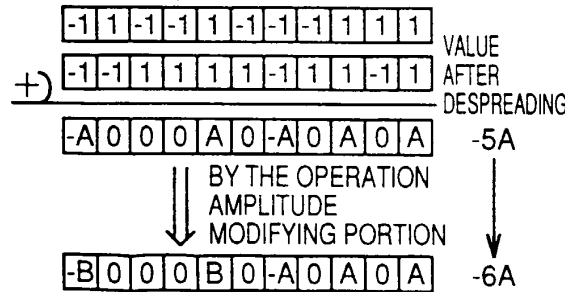 -1 1 -1 -1 1 -1 -1 -1 1 1 1
VALUE
-1 -1 1 1 1 1 -1 1 1 -1 1
AFTER
+)
DESPREADING
-A 0 0 0 A 0 -A 0 A 0 A -5A
BY THE OPERATION
AMPLITUDE
MODIFYING PORTION
-B 0 0 0 B 0 -A 0 A 0 A -6A